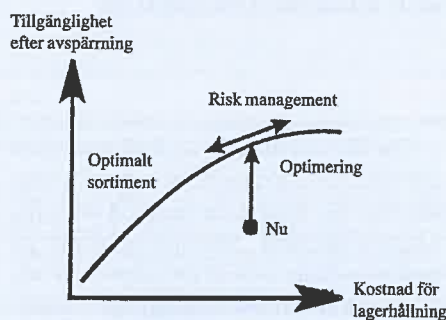 Tillgänglighet
efter avspärrning
Risk management
Optimalt
sortiment
Optimering
Nu
Kostnad för
lagerhållning